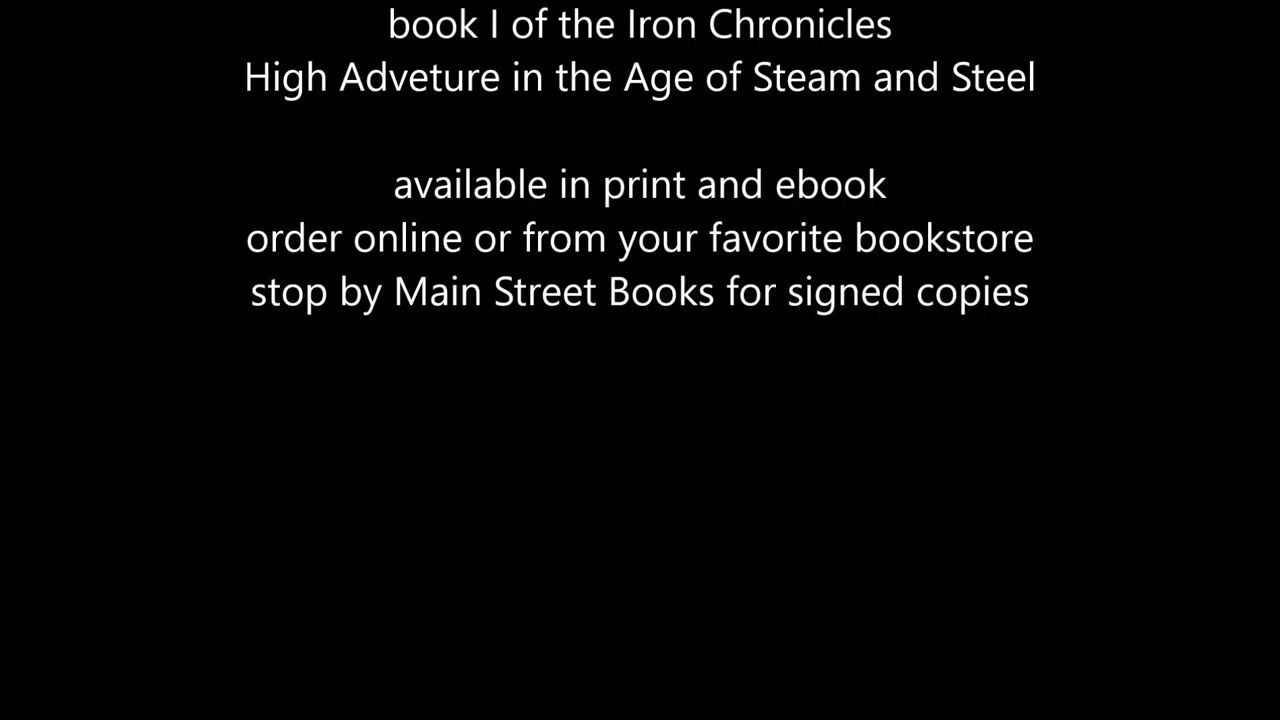 book I of the Iron Chronicles
High Adveture in the Age of Steam and Steel
available in print and ebook
order online or from your favorite bookstore
stop by Main Street Books for signed copies